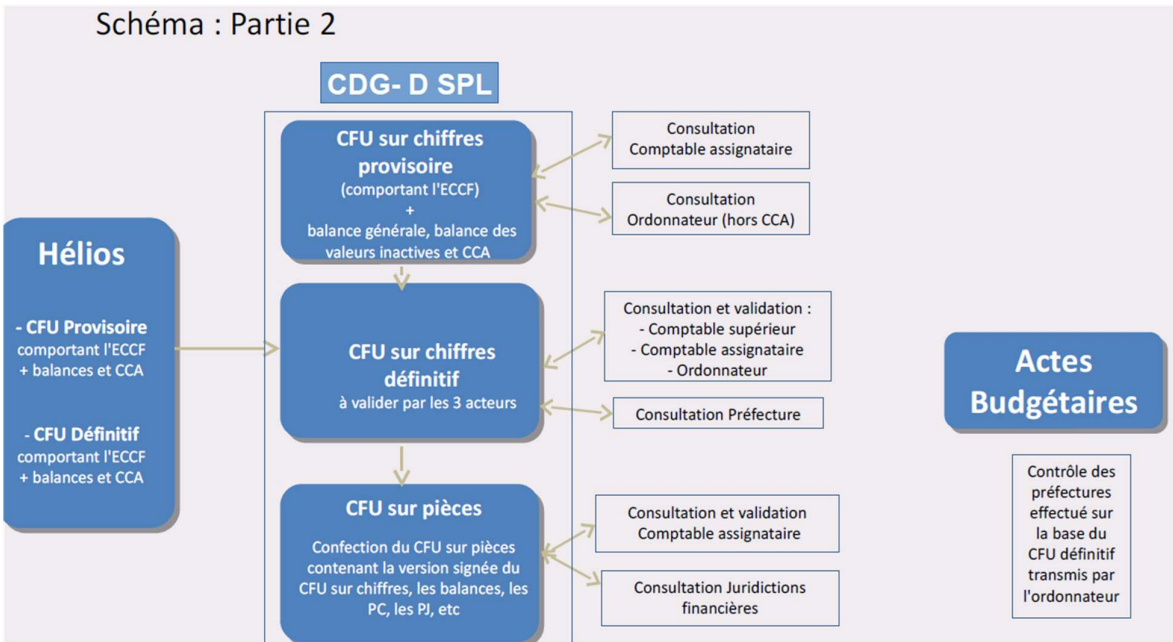 Schéma : Partie 2
CDG- D SPL
CFU sur chiffres
provisoire
(comportant l'ECCF)
+
balance générale, balance des
valeurs inactives et CCA
Consultation
Comptable assignataire
Consultation
Ordonnateur (hors CCA)
Hélios
- CFU Provisoire
comportant l'ECCF
+ balances et CCA
- CFU Définitif
comportant l'ECCF
+ balances et CCA
CFU sur chiffres
définitif
à valider par les 3 acteurs
Consultation et validation :
- Comptable supérieur
- Comptable assignataire
- Ordonnateur
Consultation Préfecture
CFU sur pièces
Confection du CFU sur pièces
contenant la version signée du
CFU sur chiffres, les balances, les
PC, les PJ, etc
Consultation et validation
Comptable assignataire
Consultation Juridictions
financières
Actes
Budgétaires
Contrôle des
préfectures
effectué sur
la base du
CFU définitif
transmis par
l'ordonnateur